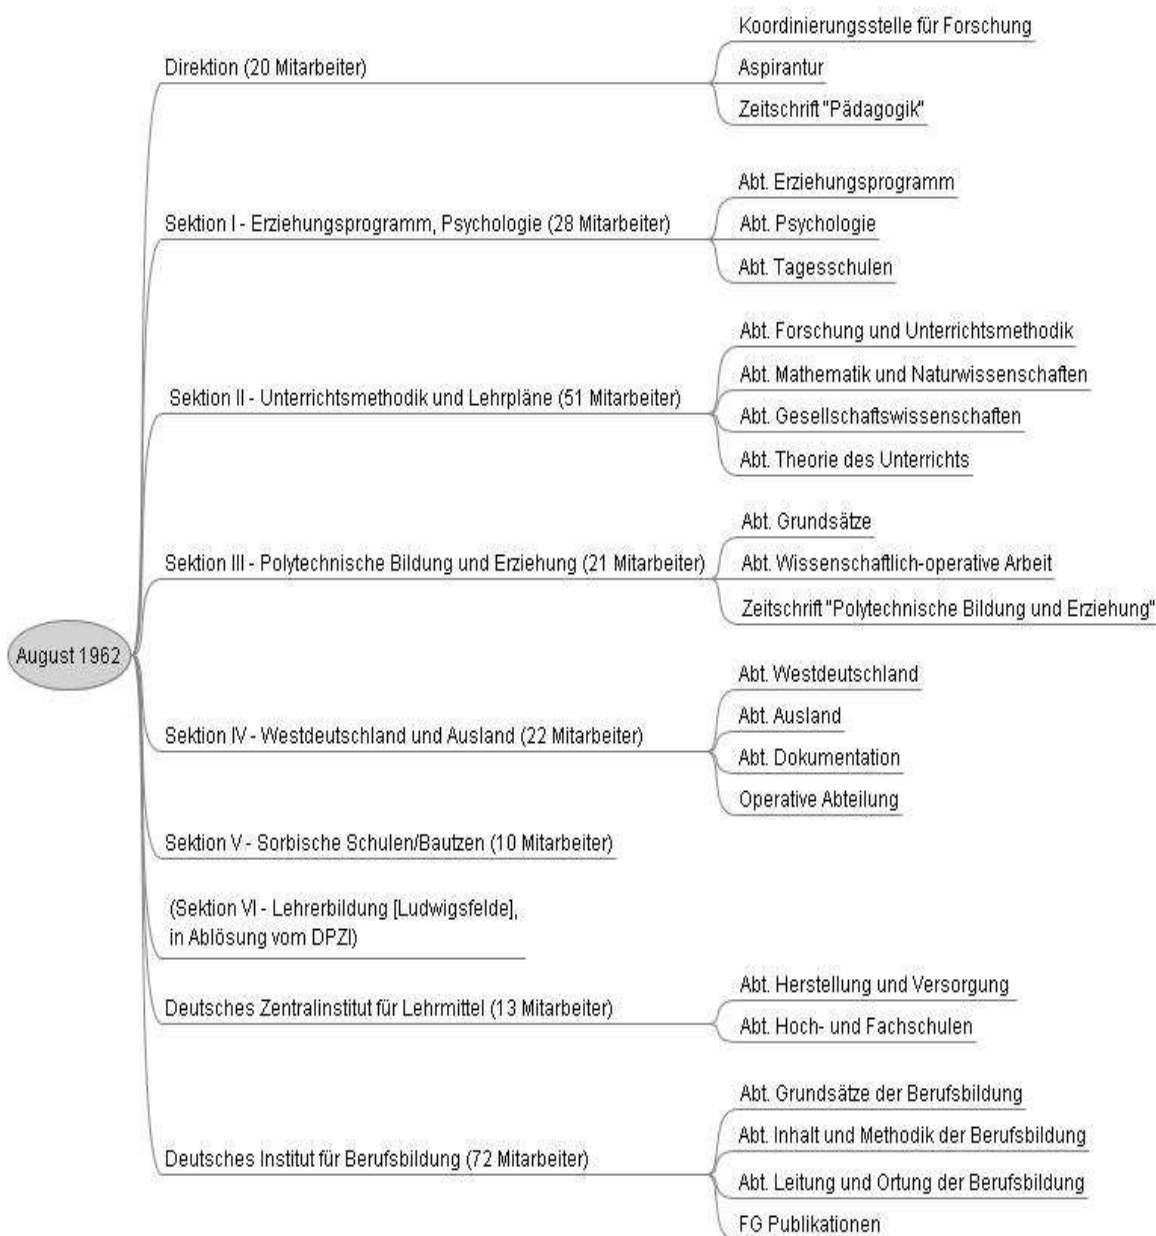 August 1962
Direktion (20 Mitarbeiter)
Koordinierungsstelle für Forschung
Aspirantur
Zeitschrift "Pädagogik"
Sektion I - Erziehungsprogramm, Psychologie (28 Mitarbeiter)
Abt. Erziehungsprogramm
Abt. Psychologie
Abt. Tagesschulen
Sektion II - Unterrichtsmethodik und Lehrpläne (51 Mitarbeiter)
Abt. Forschung und Unterrichtsmethodik
Abt. Mathematik und Naturwissenschaften
Abt. Gesellschaftswissenschaften
Abt. Theorie des Unterrichts
Sektion III - Polytechnische Bildung und Erziehung (21 Mitarbeiter)
Abt. Grundsätze
Abt. Wissenschaftlich-operative Arbeit
Zeitschrift "Polytechnische Bildung und Erziehung"
Sektion IV - Westdeutschland und Ausland (22 Mitarbeiter)
Abt. Westdeutschland
Abt. Ausland
Abt. Dokumentation
Operative Abteilung
Sektion V - Sorbische Schulen/Bautzen (10 Mitarbeiter)
(Sektion VI - Lehrerbildung [Ludwigsfelde],
in Ablösung vom DPZI)
Deutsches Zentralinstitut für Lehrmittel (13 Mitarbeiter)
Abt. Herstellung und Versorgung
Abt. Hoch- und Fachschulen
Deutsches Institut für Berufsbildung (72 Mitarbeiter)
Abt. Grundsätze der Berufsbildung
Abt. Inhalt und Methodik der Berufsbildung
Abt. Leitung und Ortung der Berufsbildung
FG Publikationen